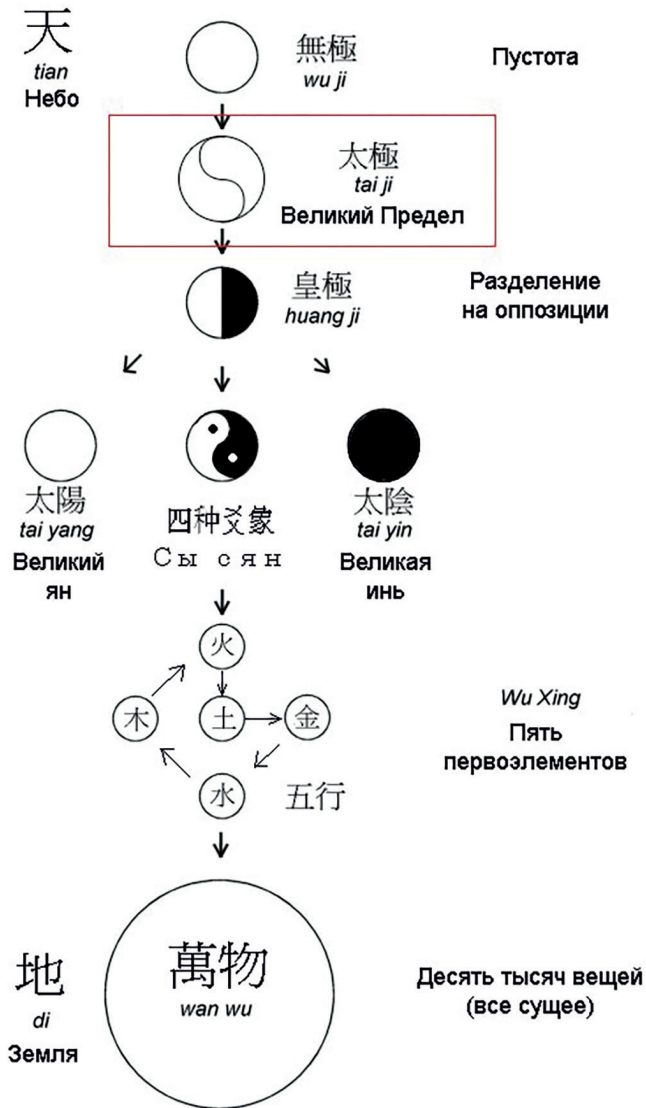 天
tian
Небо
無極
wu ji
Пустота
太極
tai ji
Великий Предел
皇極
huang ji
Разделение
на оппозиции
太陽
tai yang
Великий
ян
四种爻象
Сы сян
太陰
tai yin
Великая
инь
火
木
土
金
水
五行
Wu Xing
Пять
первоэлементов
地
di
Земля
萬物
wan wu
Десять тысяч вещей
(все сущее)